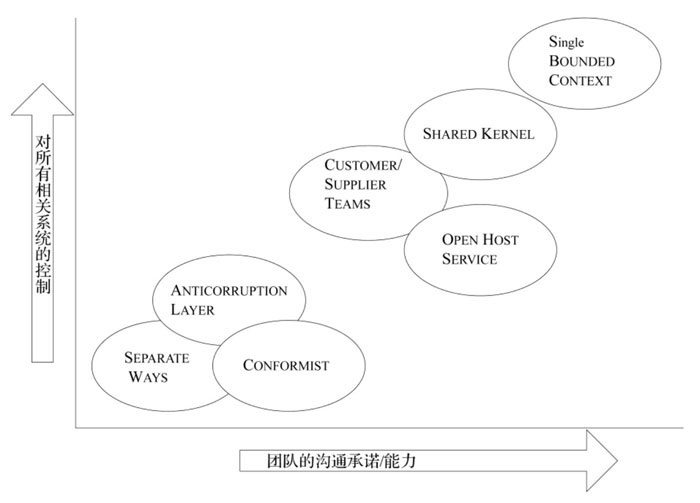 Single
BOUNDED
CONTEXT
SHARED KERNEL
CUSTOMER/
SUPPLIER
TEAMS
OPEN HOST
SERVICE
ANTICORRUPTION
LAYER
SEPARATE
WAYS
CONFORMIST
对所有相关系统的控制
团队的沟通承诺/能力